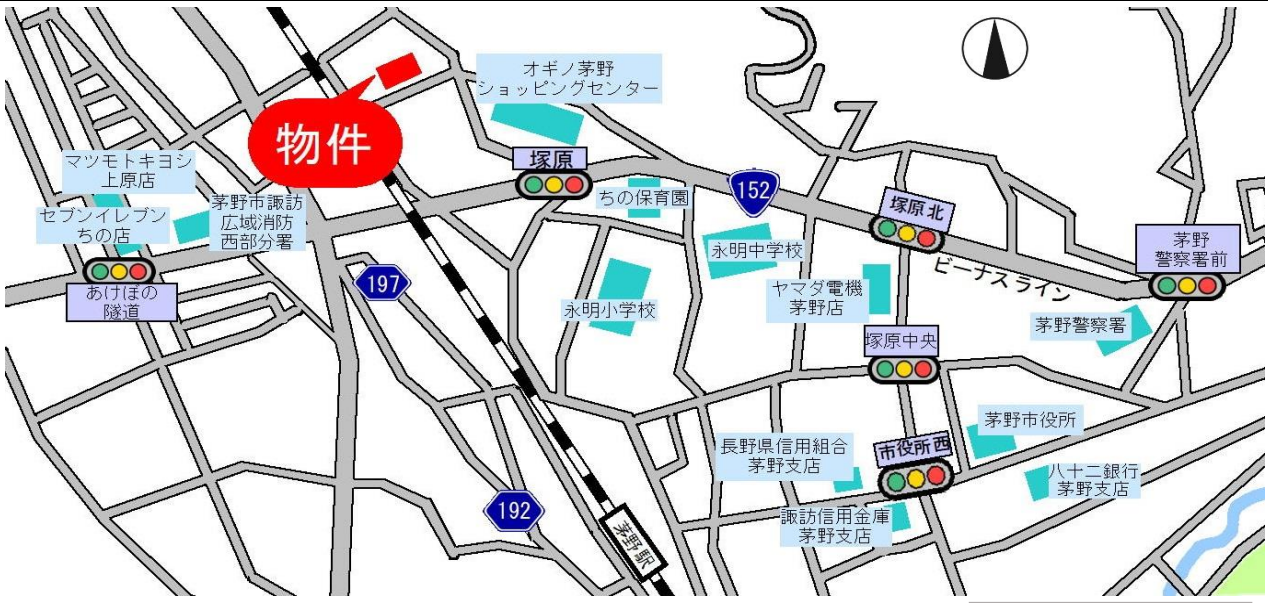 オギノ茅野
ショッピングセンター
物件
塚原
マツモトキヨシ
上原店
セブンイレブン
ちの店
茅野市諏訪
広域消防
西部分署
ちの保育園
152
塚原北
茅野
警察署前
永明中学校
ビーナスライン
あけぼの
隧道
197
永明小学校
ヤマダ電機
茅野店
茅野警察署
塚原中央
茅野市役所
市役所西
長野県信用組合
茅野支店
八十二銀行
茅野支店
192
諏訪信用金庫
茅野支店
茅野駅